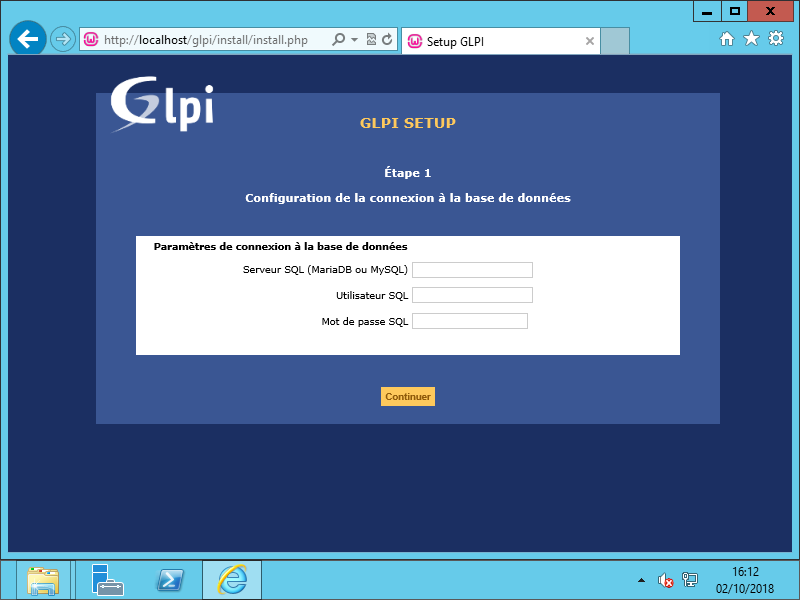 X
http://localhost/glpi/install/install.php
Setup GLPI
Glpi
GLPI SETUP
Étape 1
Configuration de la connexion à la base de données
Paramètres de connexion à la base de données
Serveur SQL (MariaDB ou MySQL)
Utilisateur SQL
Mot de passe SQL
Continuer
16:12
02/10/2018